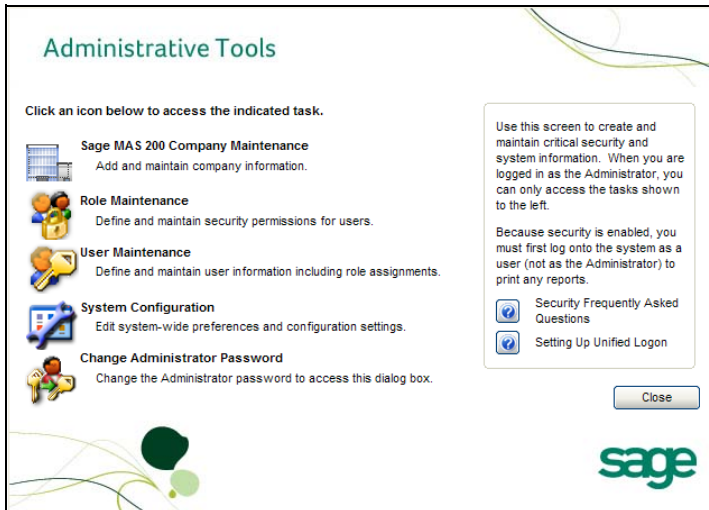 Administrative Tools
Click an icon below to access the indicated task.
Sage MAS 200 Company Maintenance
Add and maintain company information.
Role Maintenance
Define and maintain security permissions for users.
User Maintenance
Define and maintain user information including role assignments.
System Configuration
Edit system-wide preferences and configuration settings.
Change Administrator Password
Change the Administrator password to access this dialog box.
Use this screen to create and
maintain critical security and
system information. When you are
logged in as the Administrator, you
can only access the tasks shown
to the left.
Because security is enabled, you
must first log onto the system as a
user (not as the Administrator) to
print any reports.
Security Frequently Asked
Questions
Setting Up Unified Logon
Close
sage